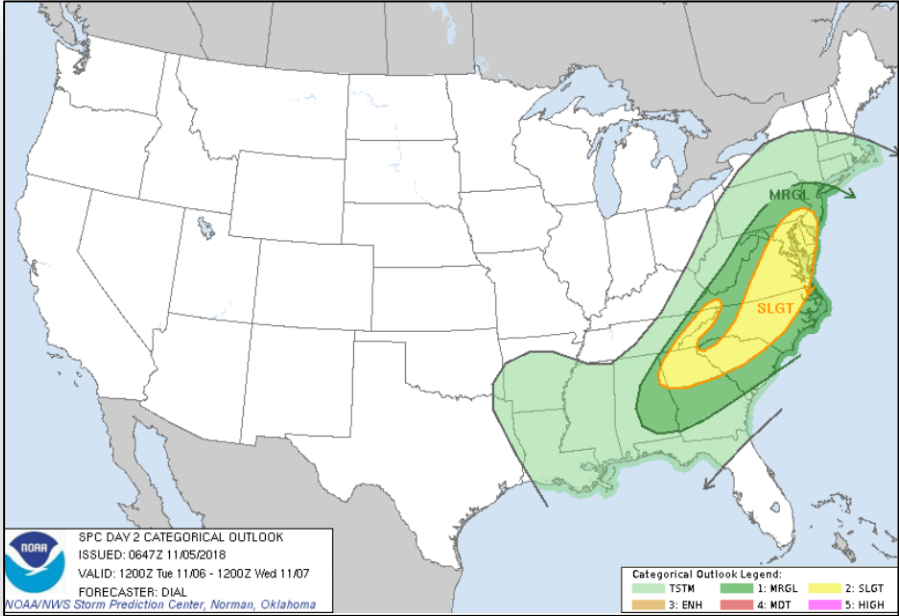 MRGL
SLGT
SPC DAY 2 CATEGORICAL OUTLOOK
ISSUED: 0647Z 11/05/2018
VALID: 1200Z Tue 11/06 - 1200Z Wed 11/07
FORECASTER: DIAL
NOAA
NOAA/NWS Storm Prediction Center, Norman, Oklahoma
Categorical Outlook Legend:
TSTM 1: MRGL 2: SLGT
3: ENH 4: MDT 5: HIGH